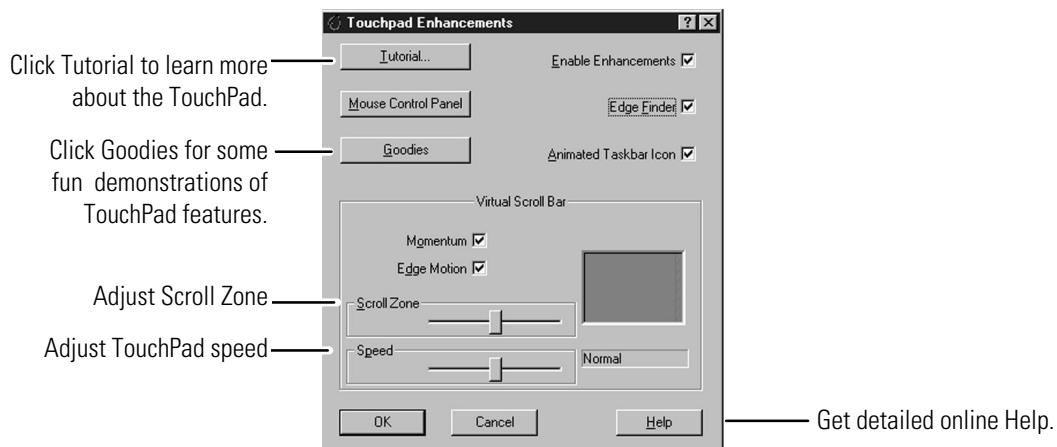 Touchpad Enhancements
Click Tutorial to learn more
about the TouchPad.
Tutorial...
Enable Enhancements
Mouse Control Panel
Edge Finder
Click Goodies for some
fun demonstrations of
TouchPad features.
Goodies
Animated Taskbar Icon
Virtual Scroll Bar
Momentum
Edge Motion
Adjust Scroll Zone
Scroll Zone
Adjust TouchPad speed
Speed
Normal
OK
Cancel
Help
Get detailed online Help.